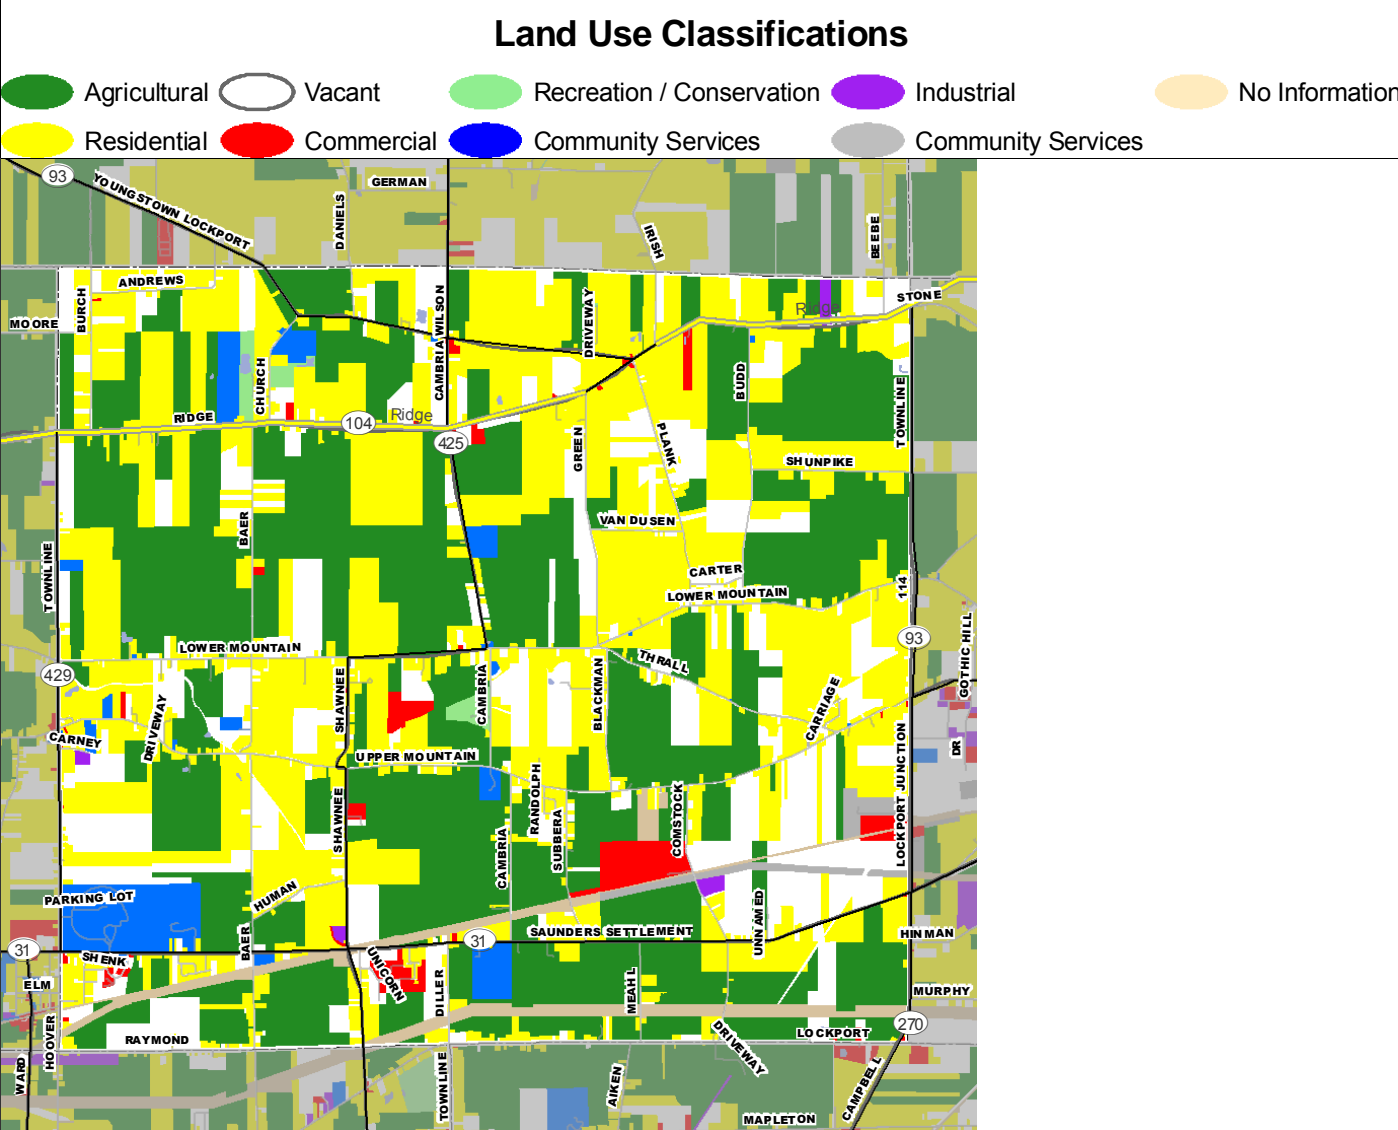 Land Use Classifications
Agricultural
Vacant
Recreation / Conservation
Industrial
No Information
Residential
Commercial
Community Services
Community Services
93
YOUNGSTOWN LOCKPORT
GERMAN
DANIELS
IRISH
BEEBE
ANDREWS
BURCH
MOORE
CAMBRIA WILSON
DRIVEWAY
STONE
Ridge
CHURCH
BUDD
TOWNLINE
RIDGE
104
Ridge
425
GREEN
PLANK
SHUNPIKE
BAER
VAN DUSEN
TOWNLINE
CARTER
LOWER MOUNTAIN
114
93
GOTHIC HILL
LOWER MOUNTAIN
THRALL
429
SHAWNEE
CAMBRIA
BLACKMAN
CARRIAGE
DRIVEWAY
CARNEY
UPPER MOUNTAIN
DR
LOCKPORT JUNCTION
SHAWNEE
RANDOLPH
SUBBERA
COMSTOCK
CAMBRIA
PARKING LOT
HUMAN
UNNAMED
BAER
31
31
SAUNDERS SETTLEMENT
HINMAN
SHENK
UNICORN
ELM
DILLER
MEAHL
MURPHY
270
HOOVER
RAYMOND
DRIVEWAY
LOCKPORT
WARD
TOWNLINE
AIKEN
CAMPBELL
MAPLETON